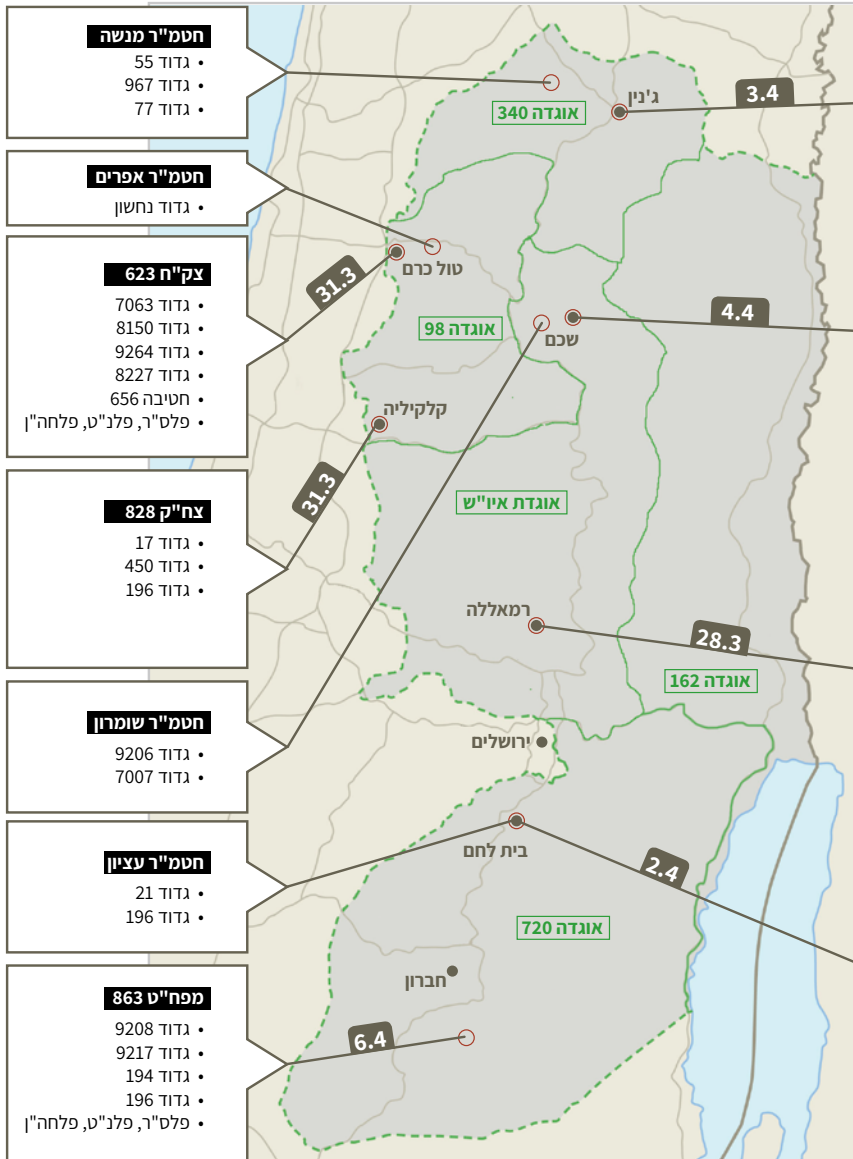 חטמ"ר מנשה
• גדוד 55
• גדוד 967
• גדוד 77
חטמ"ר אפרים
• גדוד נחשון
צק"ח 623
• גדוד 7063
• גדוד 8150
• גדוד 9264
• גדוד 8227
• חטיבה 656
• פלס"ר, פלנ"ט, פלחה"ן
צח"ק 828
• גדוד 17
• גדוד 450
• גדוד 196
חטמ"ר שומרון
• גדוד 9206
• גדוד 7007
חטמ"ר עציון
• גדוד 21
• גדוד 196
מפח"ט 863
• גדוד 9208
• גדוד 9217
• גדוד 194
• גדוד 196
• פלס"ר, פלנ"ט, פלחה"ן
ג'נין
3.4
אוגדה 340
טול כרם
31.3
אוגדה 98
שכם
4.4
קלקיליה
31.3
אוגדת איו"ש
רמאללה
28.3
אוגדה 162
ירושלים
בית לחם
2.4
אוגדה 720
חברון
6.4